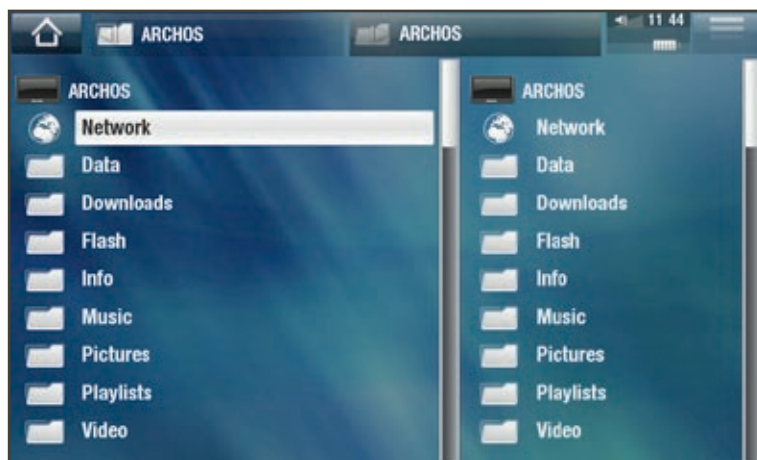 ARCHOS
ARCHOS
11 44
ARCHOS
Network
Data
Downloads
Flash
Info
Music
Pictures
Playlists
Video
ARCHOS
Network
Data
Downloads
Flash
Info
Music
Pictures
Playlists
Video